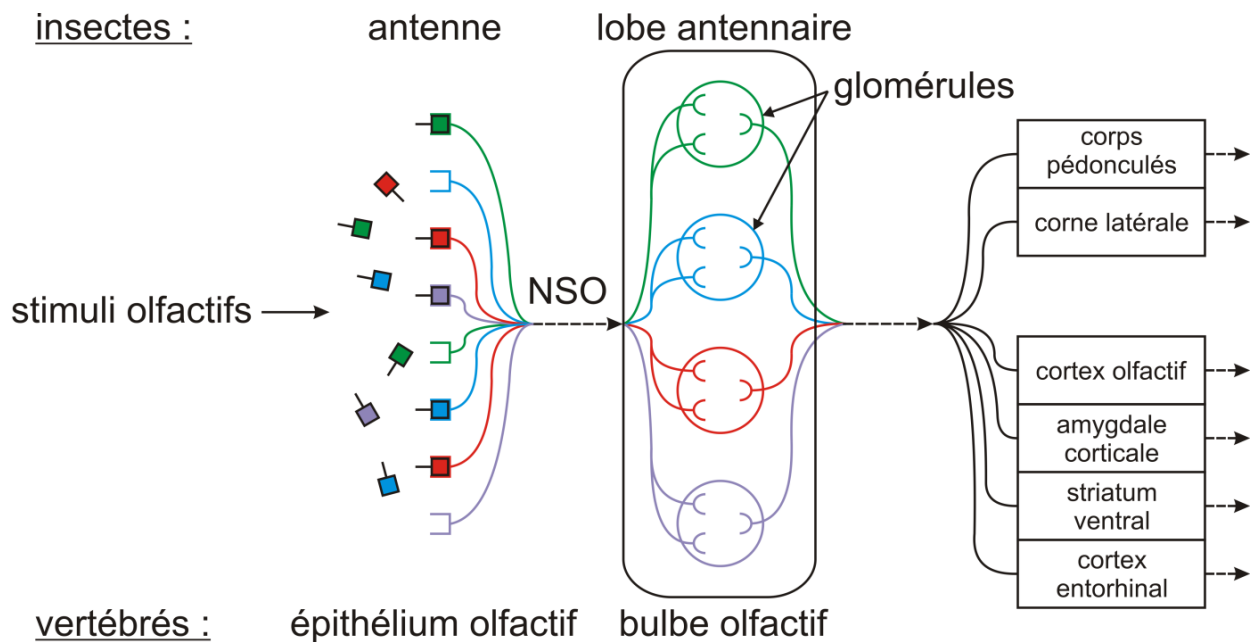 insectes :
antenne
lobe antennaire
glomérules
stimuli olfactifs
NSO
corps
pédonculés
corne latérale
cortex olfactif
amygdale
corticale
striatum
ventral
cortex
entorhinal
vertébrés :
épithélium olfactif
bulbe olfactif